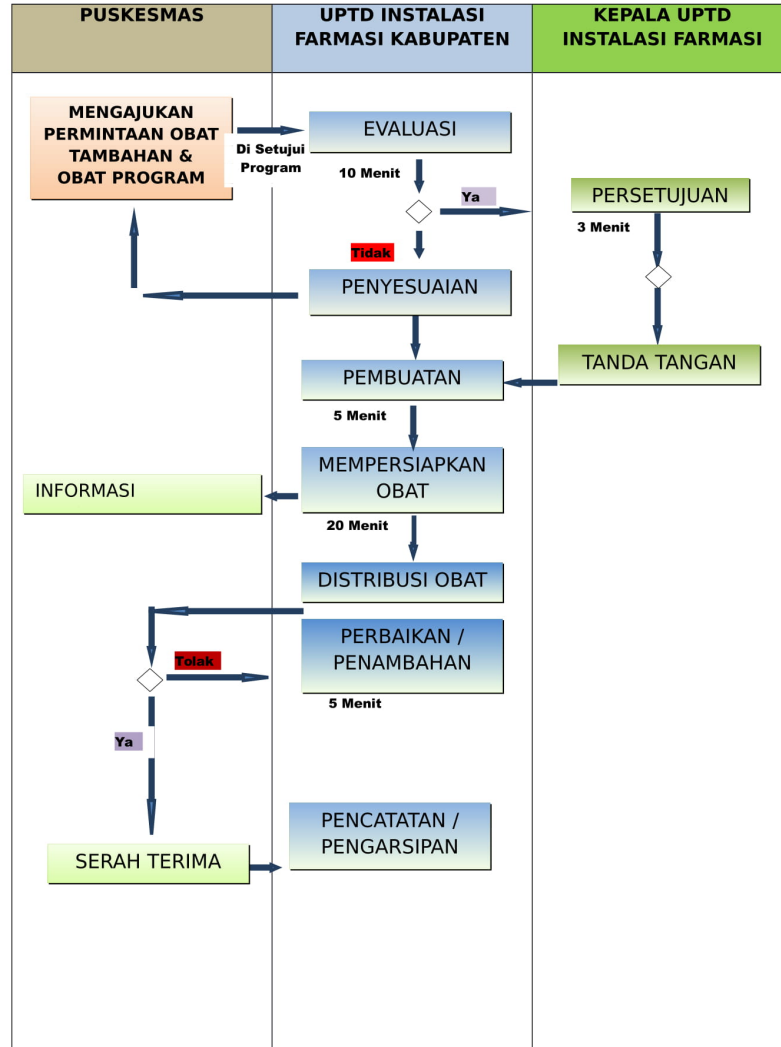 PUSKESMAS
UPTD INSTALASI
FARMASI KABUPATEN
KEPALA UPTD
INSTALASI FARMASI
MENGAJUKAN
PERMINTAAN OBAT
TAMBAHAN &
OBAT PROGRAM
Di Setujui
Program
EVALUASI
10 Menit
Ya
PERSETUJUAN
3 Menit
Tidak
PENYESUAIAN
TANDA TANGAN
PEMBUATAN
5 Menit
MEMPERSIAPKAN
OBAT
INFORMASI
20 Menit
DISTRIBUSI OBAT
PERBAIKAN /
PENAMBAHAN
Tolak
5 Menit
Ya
PENCATATAN /
PENGARSIPAN
SERAH TERIMA